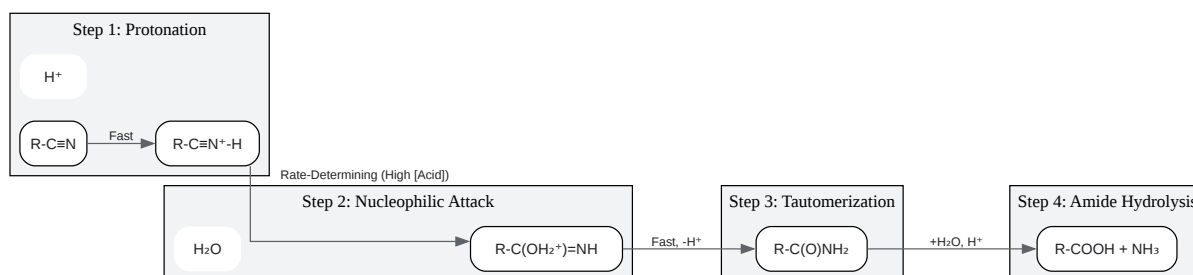 Step 1: Protonation
H⁺
R-C≡N
Fast
R-C≡N⁺-H
Rate-Determining (High [Acid])
Step 2: Nucleophilic Attack
H₂O
R-C(OH₂⁺)=NH
Fast, -H⁺
Step 3: Tautomerization
R-C(O)NH₂
+H₂O, H⁺
Step 4: Amide Hydrolysis
R-COOH + NH₃